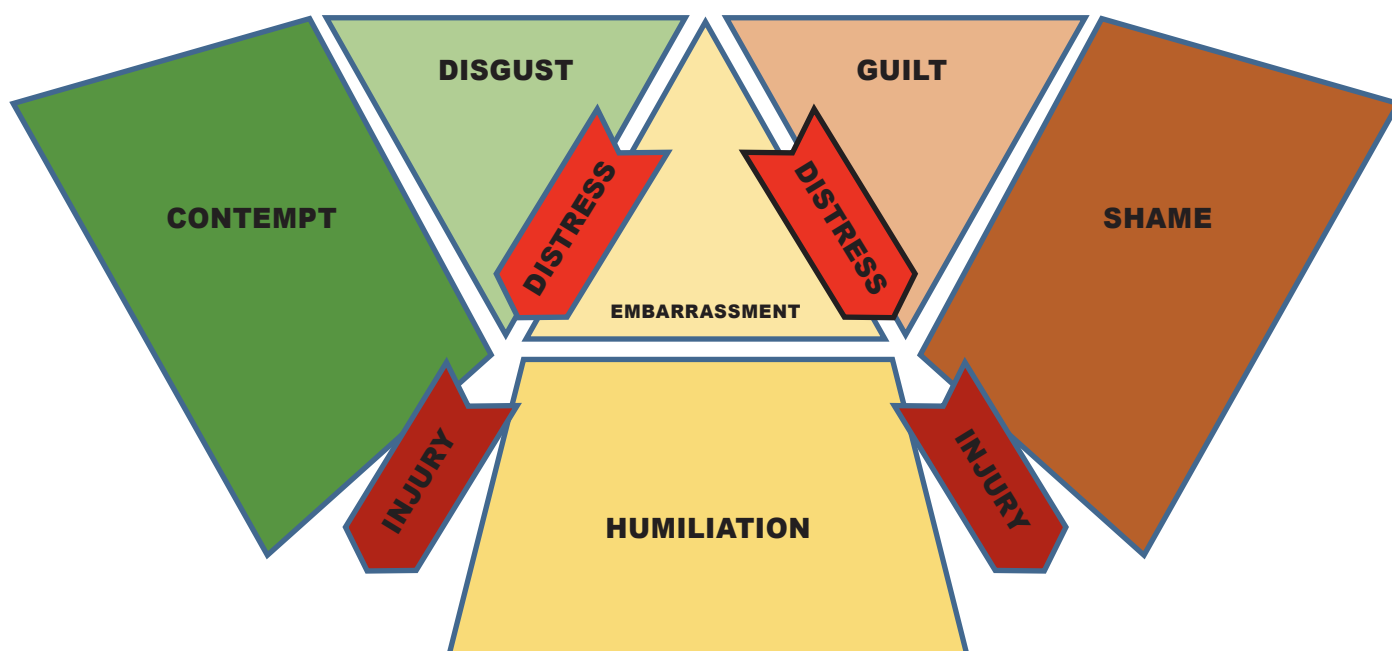 DISGUST
GUILT
CONTEMPT
DISTRESS
DISTRESS
SHAME
EMBARRASSMENT
INJURY
INJURY
HUMILIATION